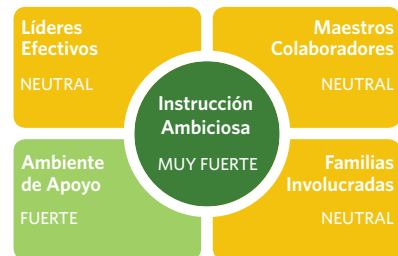 Líderes
Efectivos
NEUTRAL
Maestros
Colaboradores
NEUTRAL
Instrucción
Ambiciosa
MUY FUERTE
Ambiente
de Apoyo
FUERTE
Familias
Involucradas
NEUTRAL